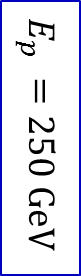 E_p = 250 GeV